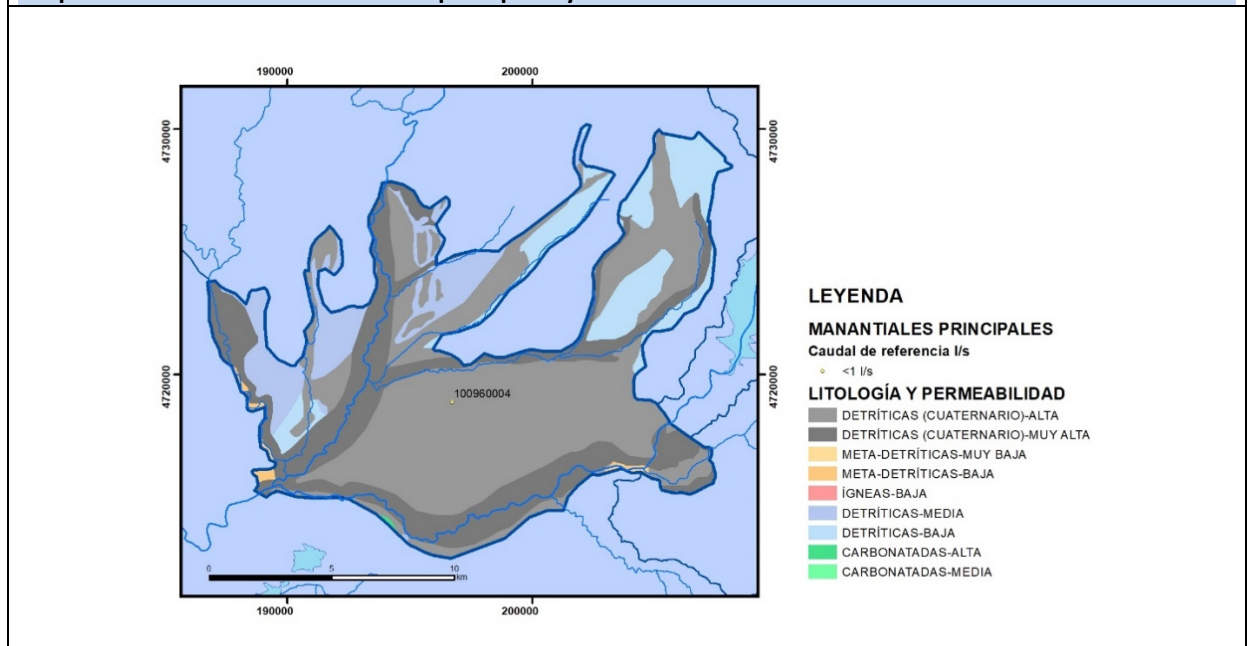 190000
200000
4730000
4730000
4720000
4720000
100960004
0
5
10
km
190000
200000
LEYENDA
MANANTIALES PRINCIPALES
Caudal de referencia l/s
<1 l/s
LITOLOGÍA Y PERMEABILIDAD
DETRÍTICAS (CUATERNARIO)-ALTA
DETRÍTICAS (CUATERNARIO)-MUY ALTA
META-DETRÍTICAS-MUY BAJA
META-DETRÍTICAS-BAJA
ÍGNEAS-BAJA
DETRÍTICAS-MEDIA
DETRÍTICAS-BAJA
CARBONATADAS-ALTA
CARBONATADAS-MEDIA